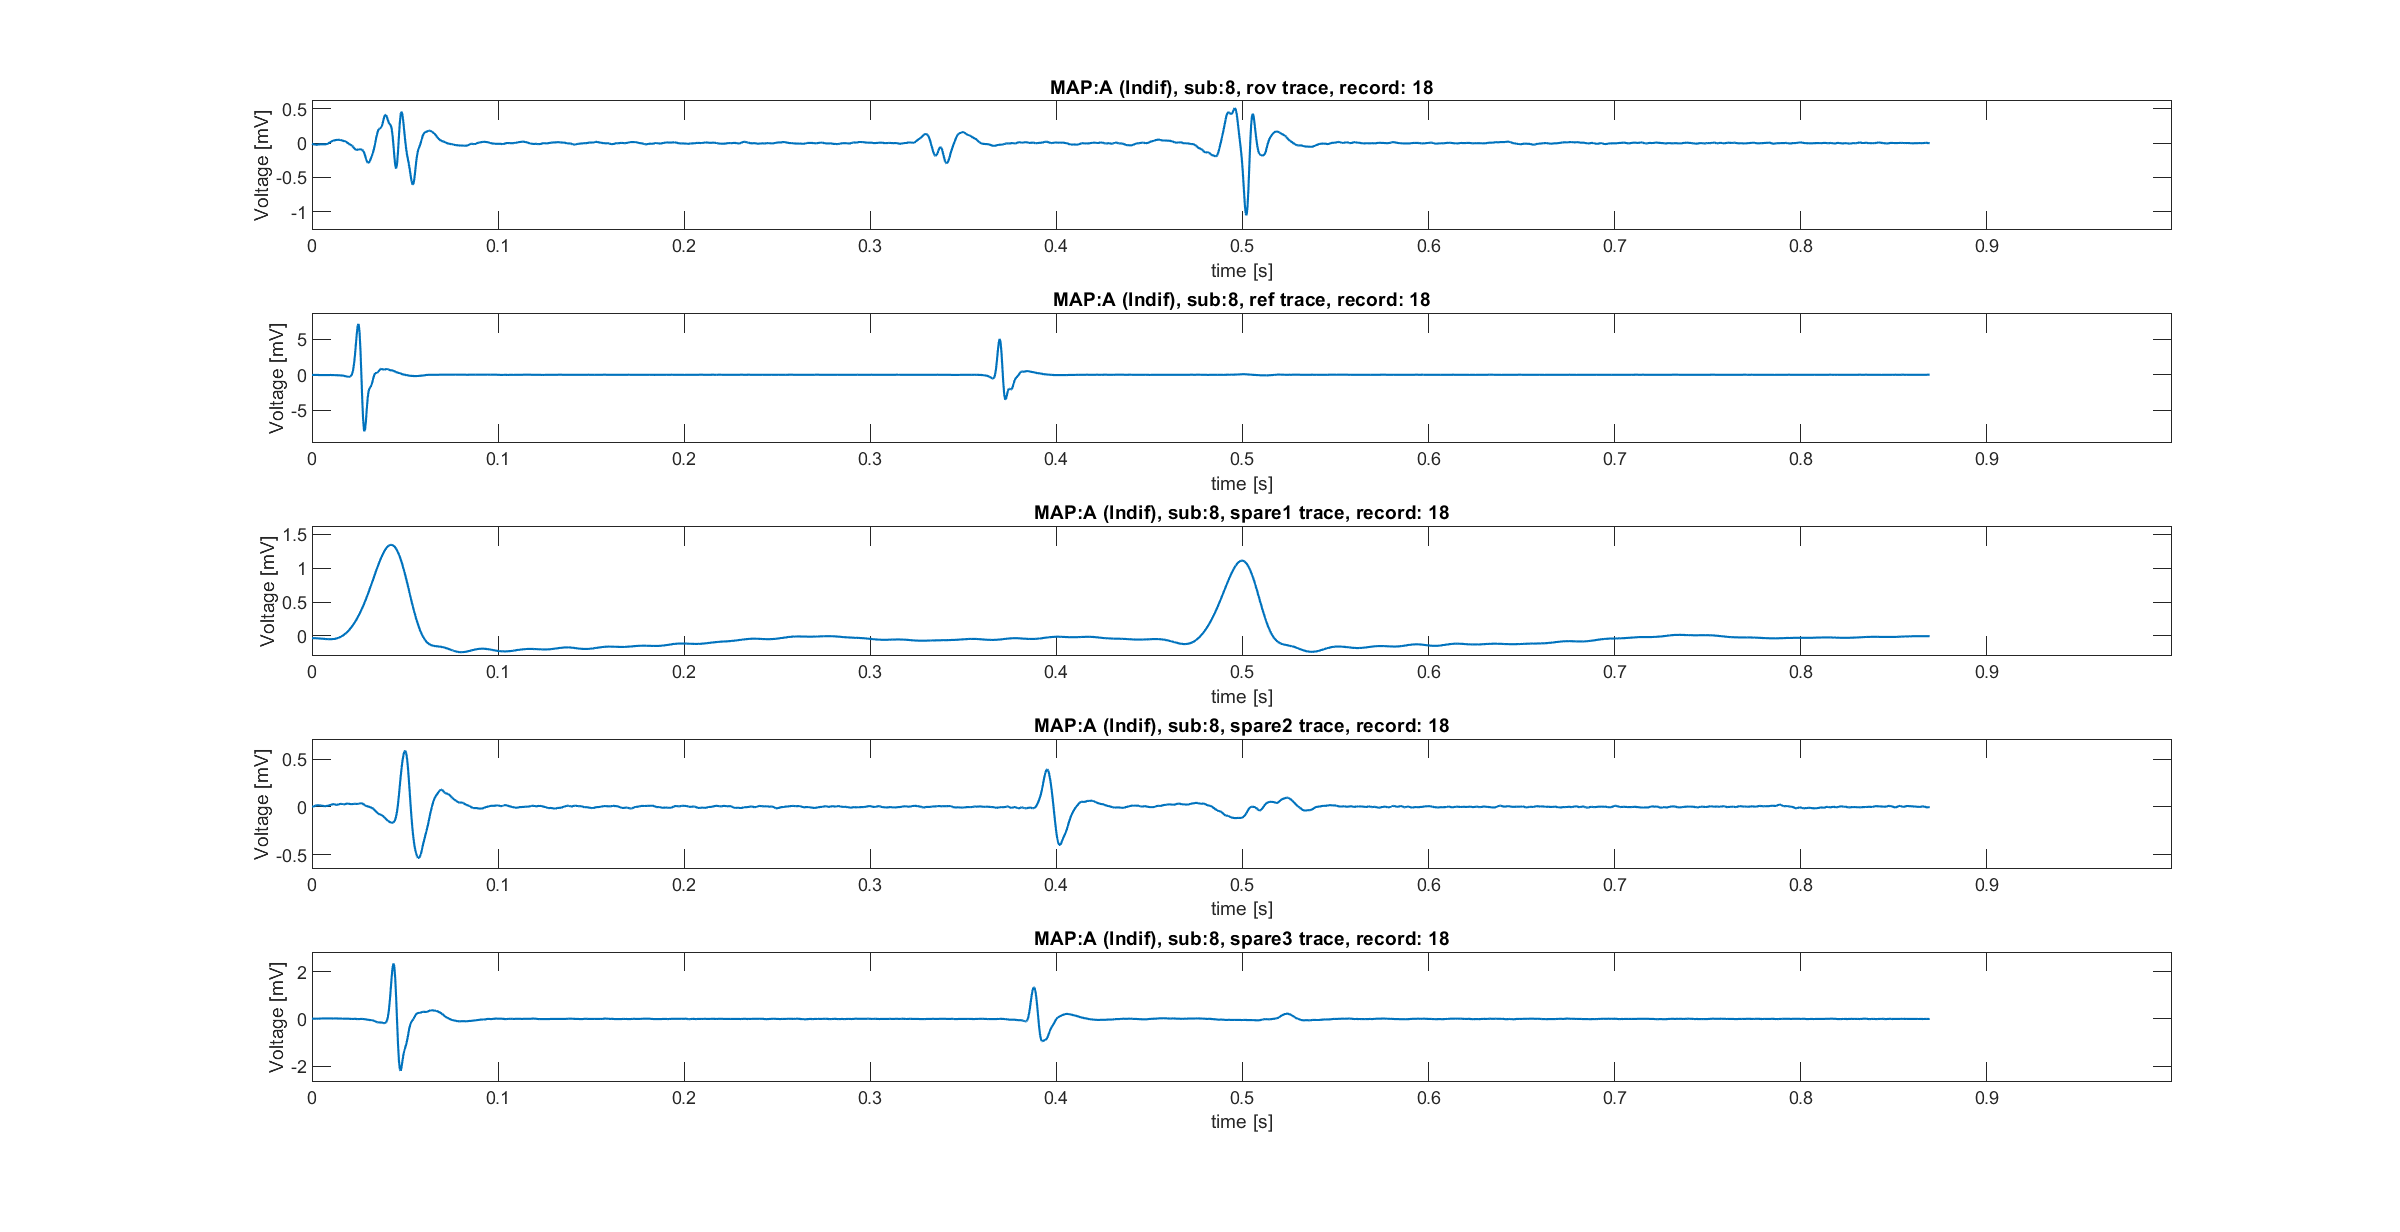 MAP:A (Indif), sub:8, rov trace, record: 18
Voltage [mV]
0.5
0
-0.5
-1
0 0.1 0.2 0.3 0.4 0.5 0.6 0.7 0.8 0.9
time [s]
MAP:A (Indif), sub:8, ref trace, record: 18
Voltage [mV]
5
0
-5
0 0.1 0.2 0.3 0.4 0.5 0.6 0.7 0.8 0.9
time [s]
MAP:A (Indif), sub:8, spare1 trace, record: 18
Voltage [mV]
1.5
1
0.5
0
0 0.1 0.2 0.3 0.4 0.5 0.6 0.7 0.8 0.9
time [s]
MAP:A (Indif), sub:8, spare2 trace, record: 18
Voltage [mV]
0.5
0
-0.5
0 0.1 0.2 0.3 0.4 0.5 0.6 0.7 0.8 0.9
time [s]
MAP:A (Indif), sub:8, spare3 trace, record: 18
Voltage [mV]
2
0
-2
0 0.1 0.2 0.3 0.4 0.5 0.6 0.7 0.8 0.9
time [s]